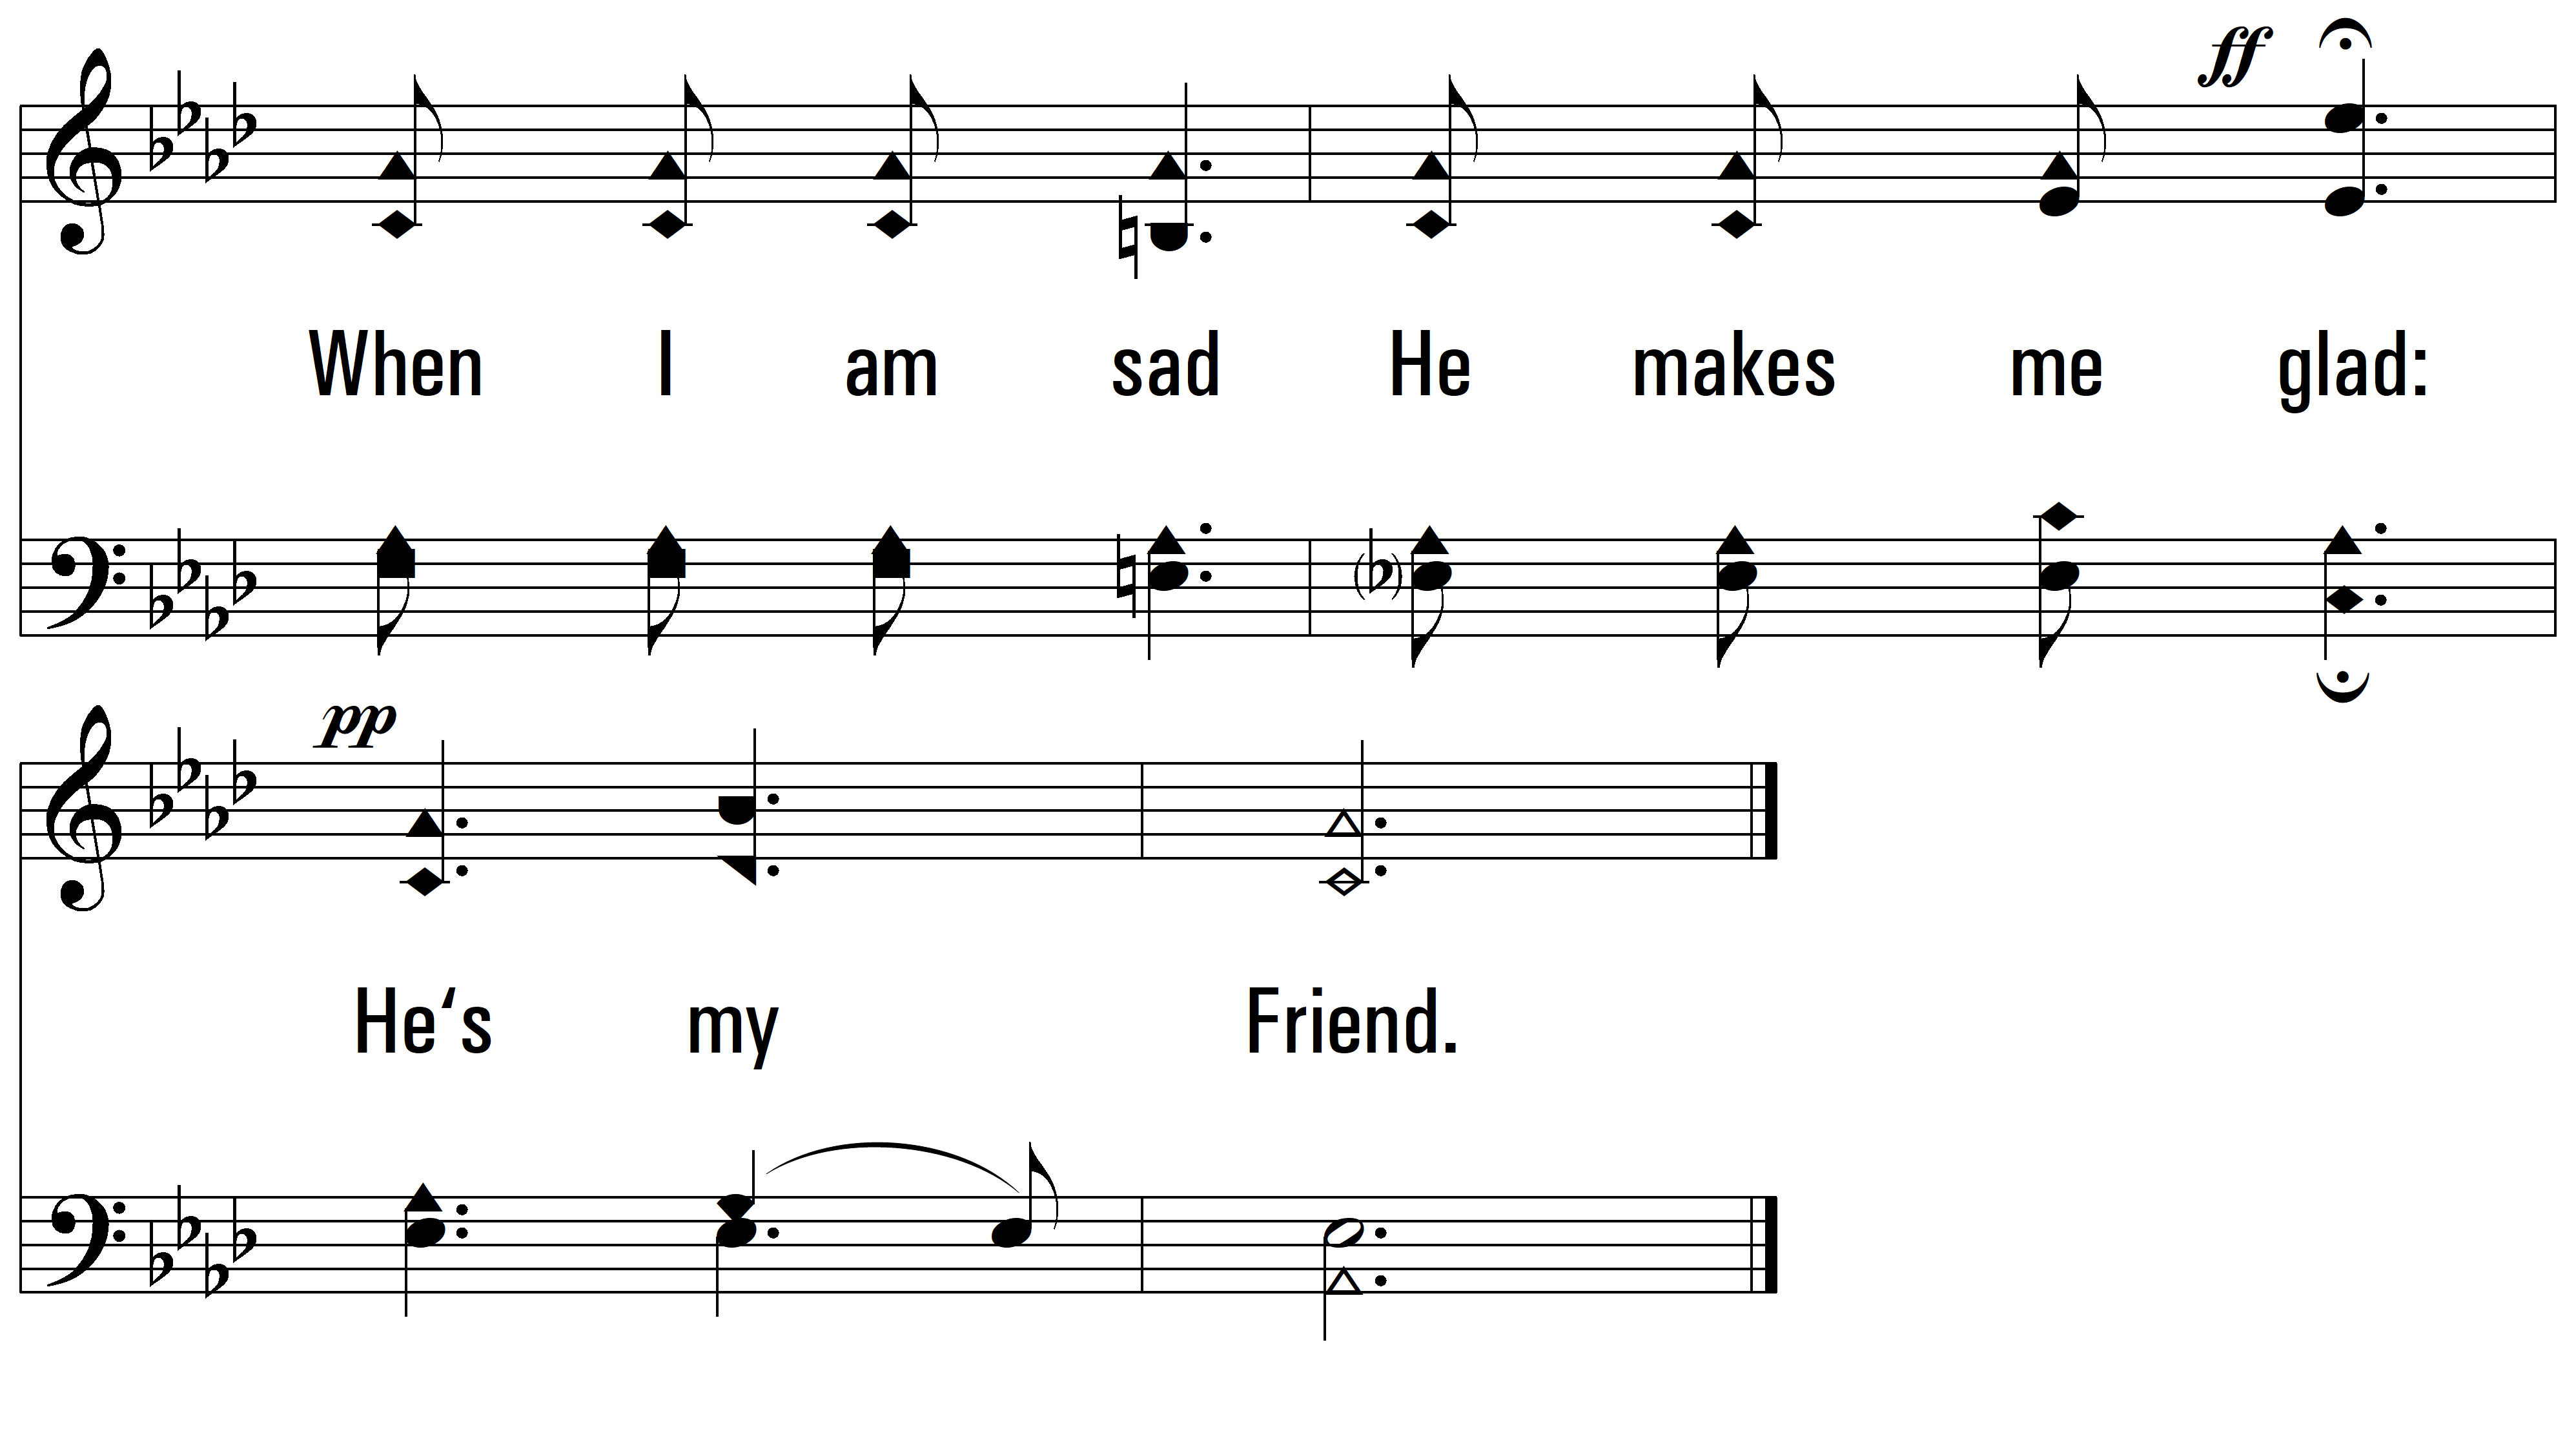 ff
When I am sad He makes me glad:
pp
He‘s my Friend.